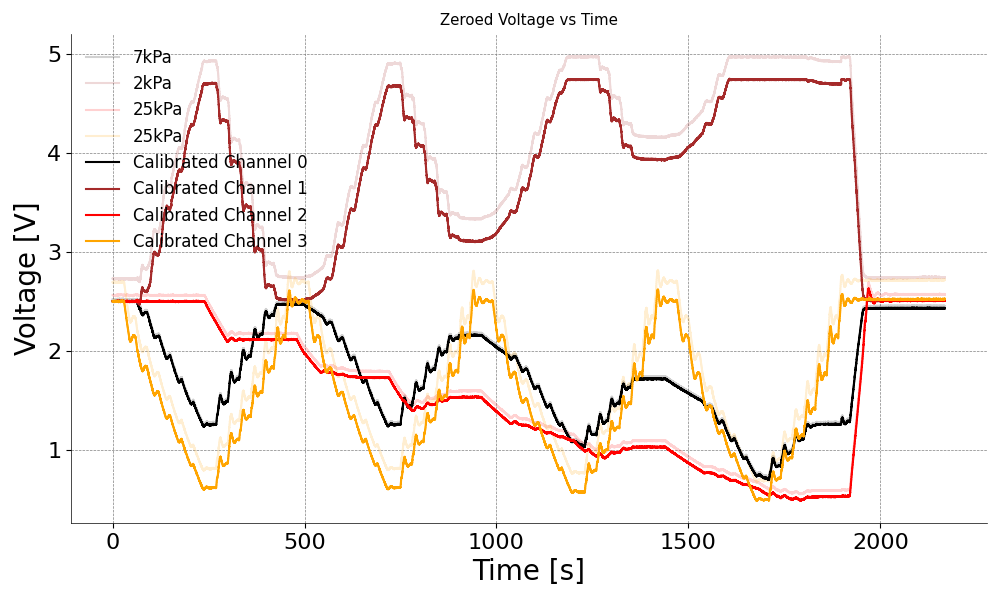 Zeroed Voltage vs Time
Voltage [V]
5
4
3
2
1
7kPa
2kPa
25kPa
25kPa
Calibrated Channel 0
Calibrated Channel 1
Calibrated Channel 2
Calibrated Channel 3
0
500
1000
1500
2000
Time [s]